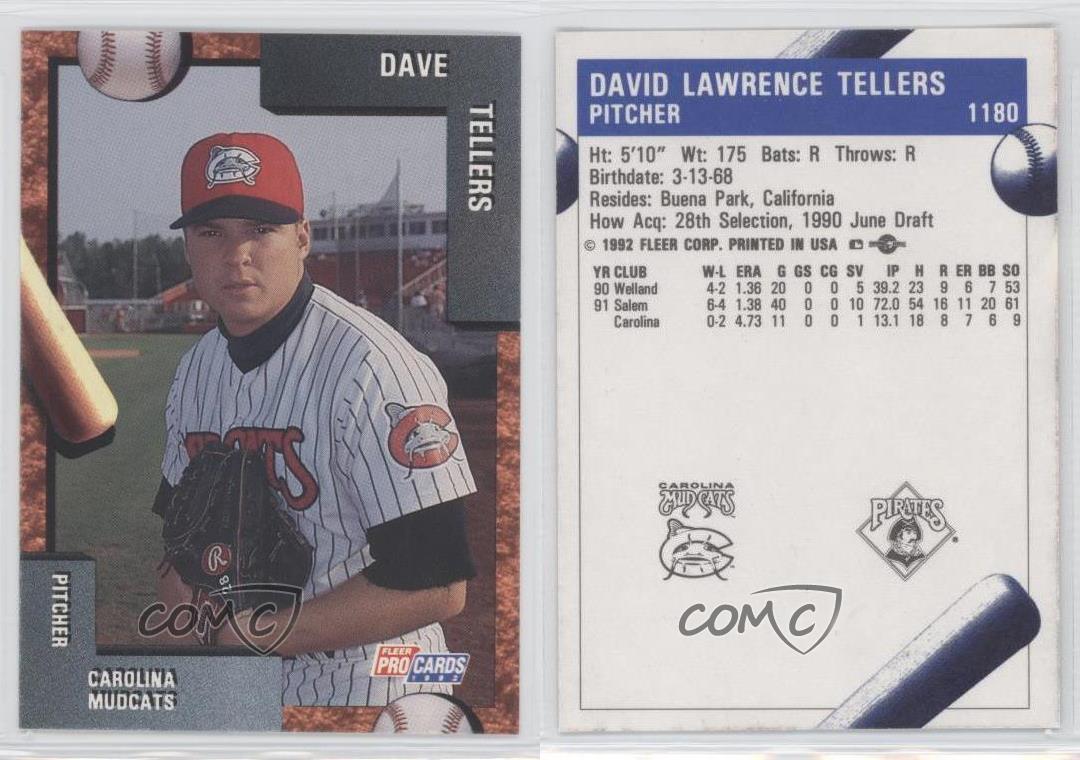 DAVE
TELLERS
R
PROCATS
PITCHER
CAROLINA
MUDCATS
FLEER
PRO CARDS
1992
COMC
DAVID LAWRENCE TELLERS
PITCHER 1180
Ht: 5'10" Wt: 175 Bats: R Throws: R
Birthdate: 3-13-68
Resides: Buena Park, California
How Acq: 28th Selection, 1990 June Draft
© 1992 FLEER CORP. PRINTED IN USA
YR CLUB W-L ERA G GS CG SV IP H R ER BB SO
90 Welland 4-2 1.36 20 0 0 5 39.2 23 9 6 7 53
91 Salem 6-4 1.38 40 0 0 10 72.0 54 16 11 20 61
Carolina 0-2 4.73 11 0 0 1 13.1 18 8 7 6 9
CAROLINA
MUDCATS
PIRATES
COMC